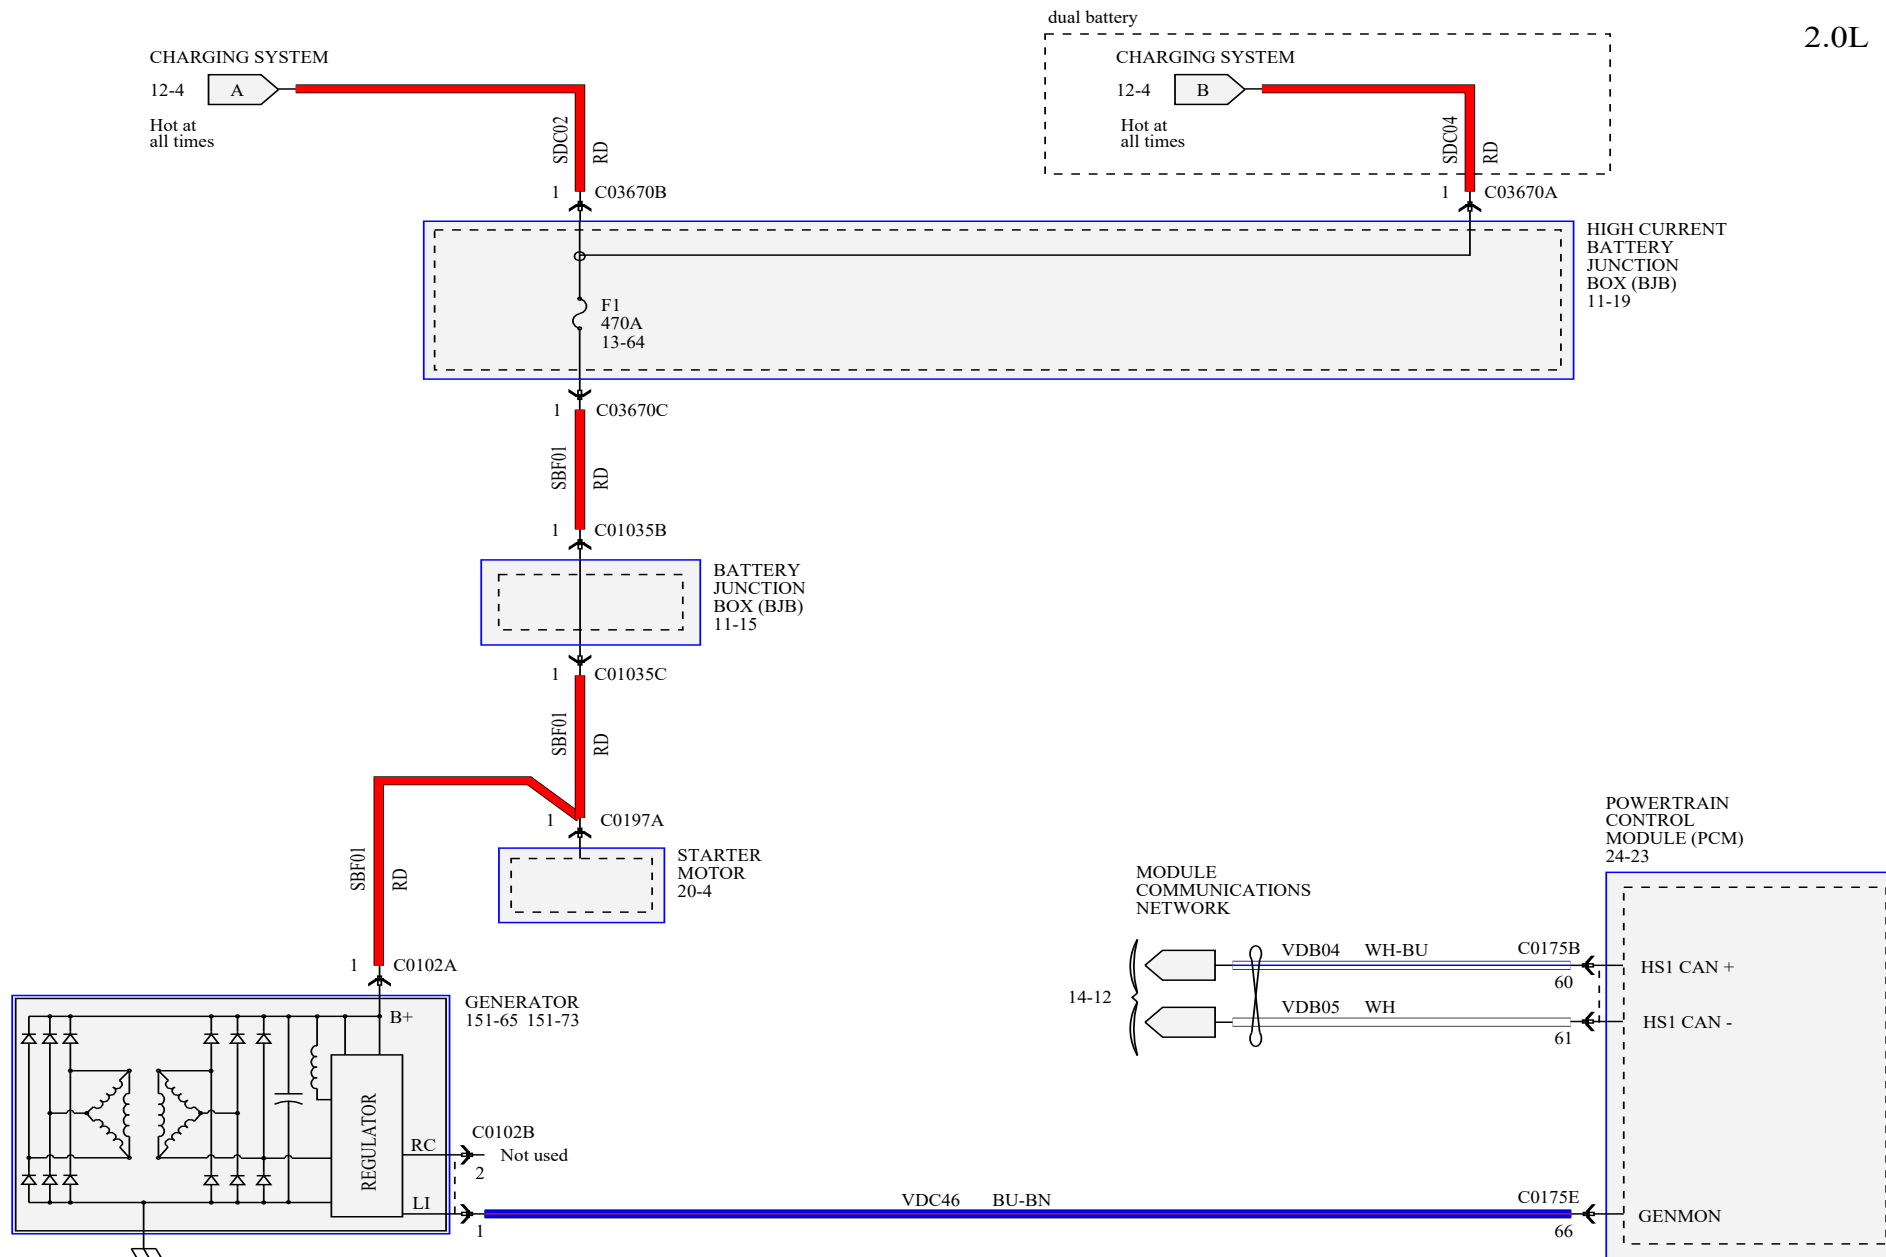 dual battery
2.0L
CHARGING SYSTEM
12-4
A
Hot at
all times
SDC02
RD
CHARGING SYSTEM
12-4
B
Hot at
all times
SDC04
RD
1
C03670B
1
C03670A
HIGH CURRENT
BATTERY
JUNCTION
BOX (BJB)
11-19
F1
470A
13-64
1
C03670C
SBF01
RD
1
C01035B
BATTERY
JUNCTION
BOX (BJB)
11-15
1
C01035C
SBF01
RD
1
C0197A
STARTER
MOTOR
20-4
SBF01
RD
1
C0102A
GENERATOR
151-65 151-73
B+
REGULATOR
RC
C0102B
Not used
2
LI
1
VDC46
BU-BN
C0175E
66
GENMON
POWERTRAIN
CONTROL
MODULE (PCM)
24-23
MODULE
COMMUNICATIONS
NETWORK
14-12
VDB04
WH-BU
C0175B
60
HS1 CAN +
VDB05
WH
61
HS1 CAN -